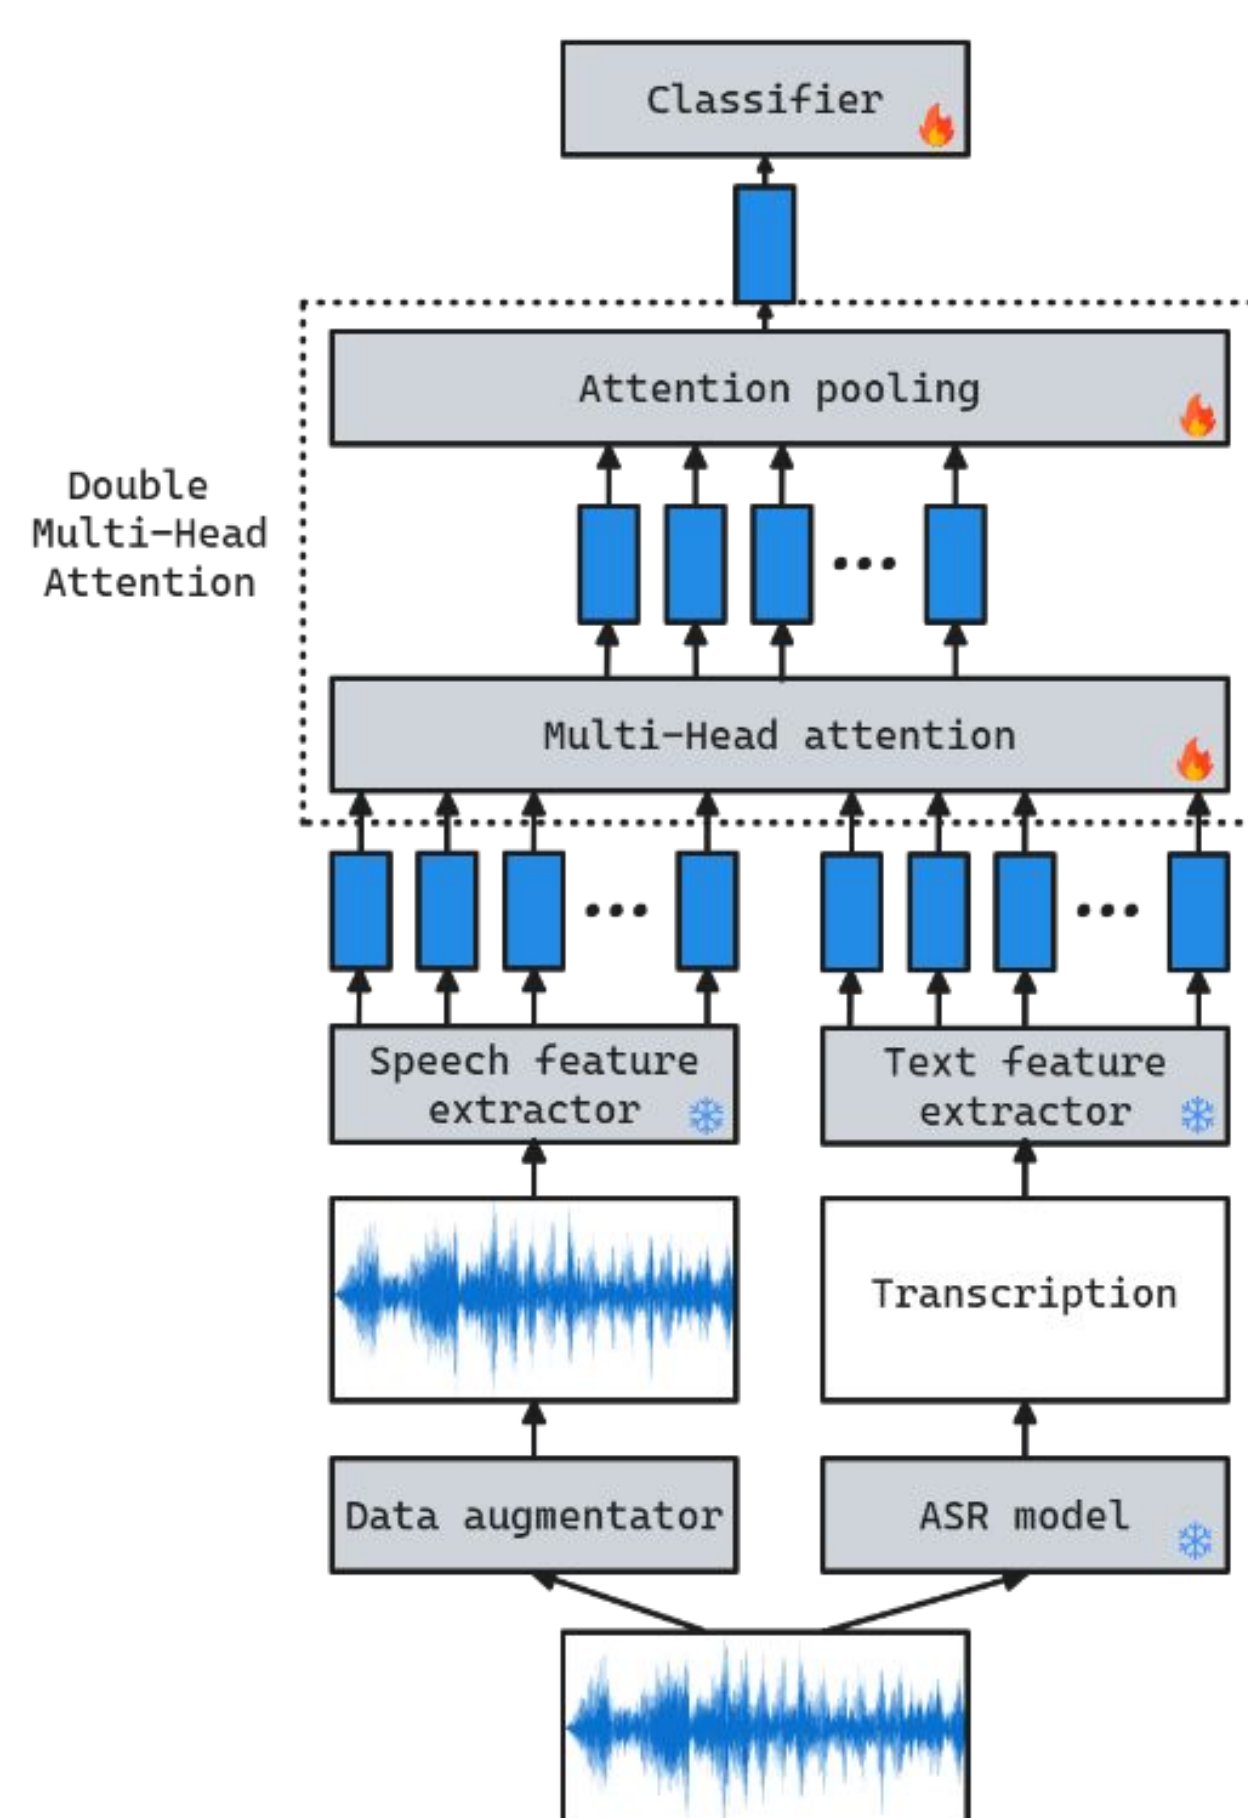 Classifier
Attention pooling
Double
Multi-Head
Attention
Multi-Head attention
Speech feature
extractor
Text feature
extractor
Transcription
Data augmentator
ASR model